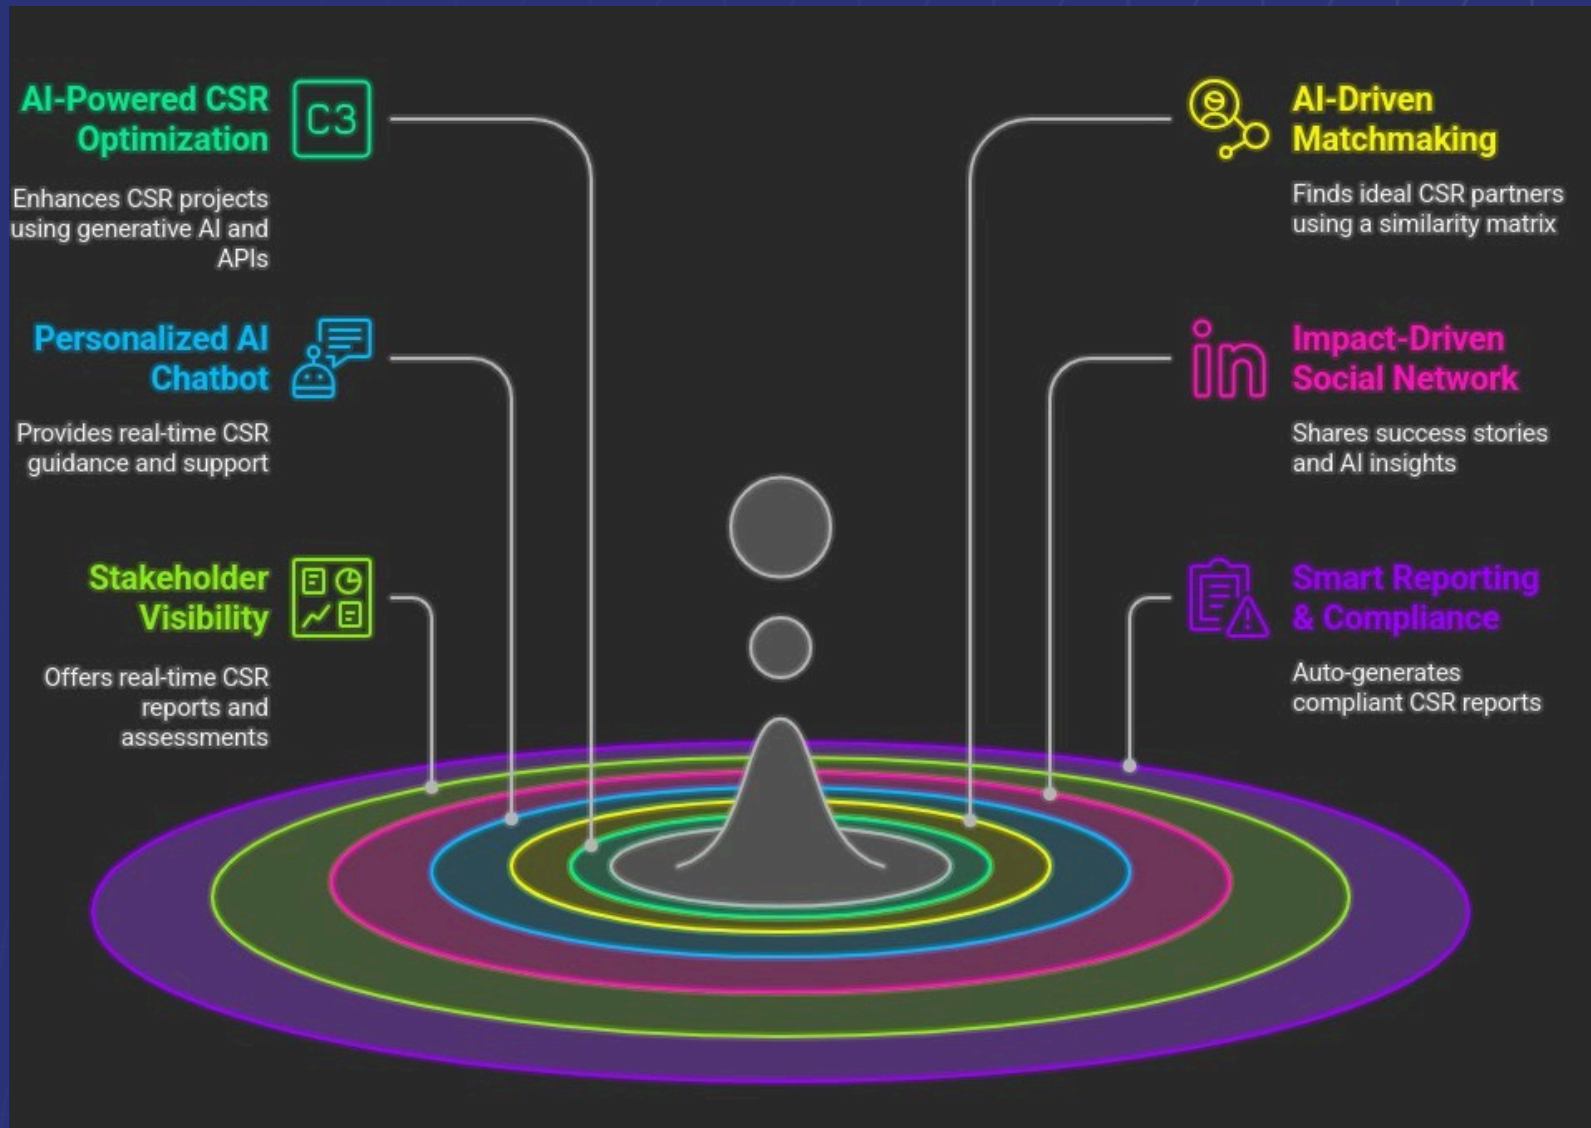 AI-Powered CSR
Optimization
C3
Enhances CSR projects
using generative AI and
APIs
Personalized AI
Chatbot
Provides real-time CSR
guidance and support
Stakeholder
Visibility
Offers real-time CSR
reports and
assessments
AI-Driven
Matchmaking
Finds ideal CSR partners
using a similarity matrix
in
Impact-Driven
Social Network
Shares success stories
and AI insights
Smart Reporting
& Compliance
Auto-generates
compliant CSR reports